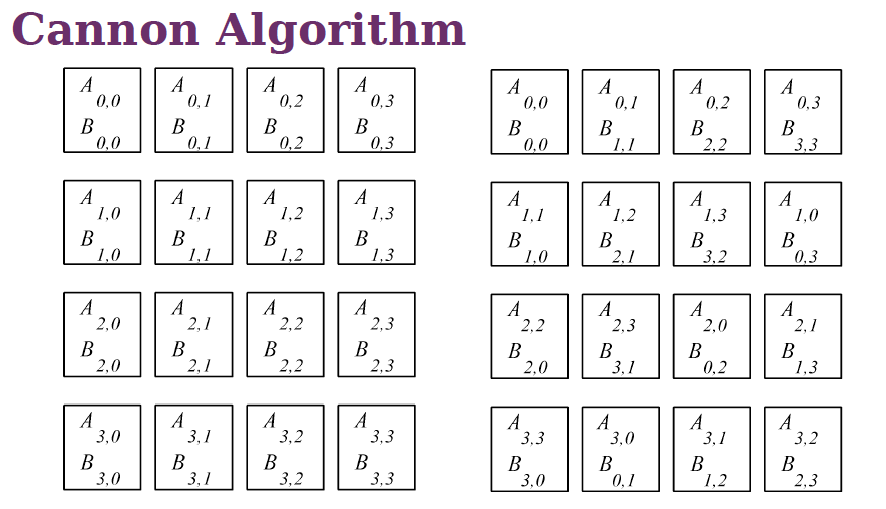 Cannon Algorithm
A0,0 A0,1 A0,2 A0,3 A0,0 A0,1 A0,2 A0,3
B0,0 B0,1 B0,2 B0,3 B0,0 B1,1 B2,2 B3,3
A1,0 A1,1 A1,2 A1,3 A1,1 A1,2 A1,3 A1,0
B1,0 B1,1 B1,2 B1,3 B1,0 B2,1 B3,2 B0,3
A2,0 A2,1 A2,2 A2,3 A2,2 A2,3 A2,0 A2,1
B2,0 B2,1 B2,2 B2,3 B2,0 B3,1 B0,2 B1,3
A3,0 A3,1 A3,2 A3,3 A3,3 A3,0 A3,1 A3,2
B3,0 B3,1 B3,2 B3,3 B3,0 B0,1 B1,2 B2,3